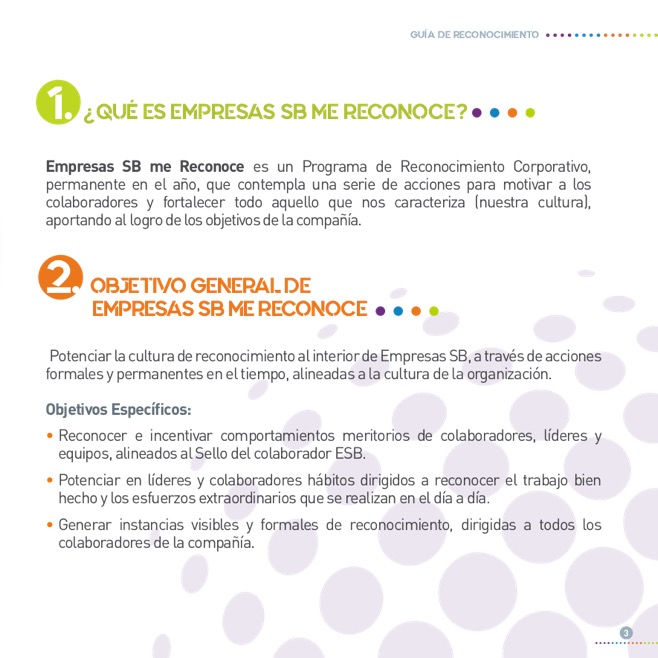 GUÍA DE RECONOCIMIENTO
1. ¿QUÉ ES EMPRESAS SB ME RECONOCE?
Empresas SB me Reconoce es un Programa de Reconocimiento Corporativo,
permanente en el año, que contempla una serie de acciones para motivar a los
colaboradores y fortalecer todo aquello que nos caracteriza (nuestra cultura),
aportando al logro de los objetivos de la compañía.
2. OBJETIVO GENERAL DE
EMPRESAS SB ME RECONOCE
Potenciar la cultura de reconocimiento al interior de Empresas SB, a través de acciones
formales y permanentes en el tiempo, alineadas a la cultura de la organización.
Objetivos Específicos:
• Reconocer e incentivar comportamientos meritorios de colaboradores, líderes y
equipos, alineados al Sello del colaborador ESB.
• Potenciar en líderes y colaboradores hábitos dirigidos a reconocer el trabajo bien
hecho y los esfuerzos extraordinarios que se realizan en el día a día.
• Generar instancias visibles y formales de reconocimiento, dirigidas a todos los
colaboradores de la compañía.
3